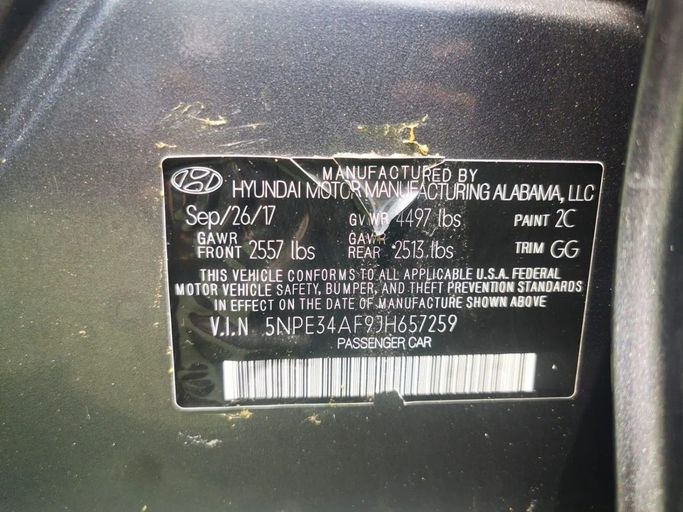 MANUFACTURED BY
HYUNDAI MOTOR MANUFACTURING ALABAMA, LLC
Sep/26/17 GVWR 4497 lbs PAINT 2C
GAWR FRONT 2557 lbs GAWR REAR 2513 lbs TRIM GG
THIS VEHICLE CONFORMS TO ALL APPLICABLE U.S.A. FEDERAL
MOTOR VEHICLE SAFETY, BUMPER, AND THEFT PREVENTION STANDARDS
IN EFFECT ON THE DATE OF MANUFACTURE SHOWN ABOVE
V.I.N 5NPE34AF9JH657259
PASSENGER CAR